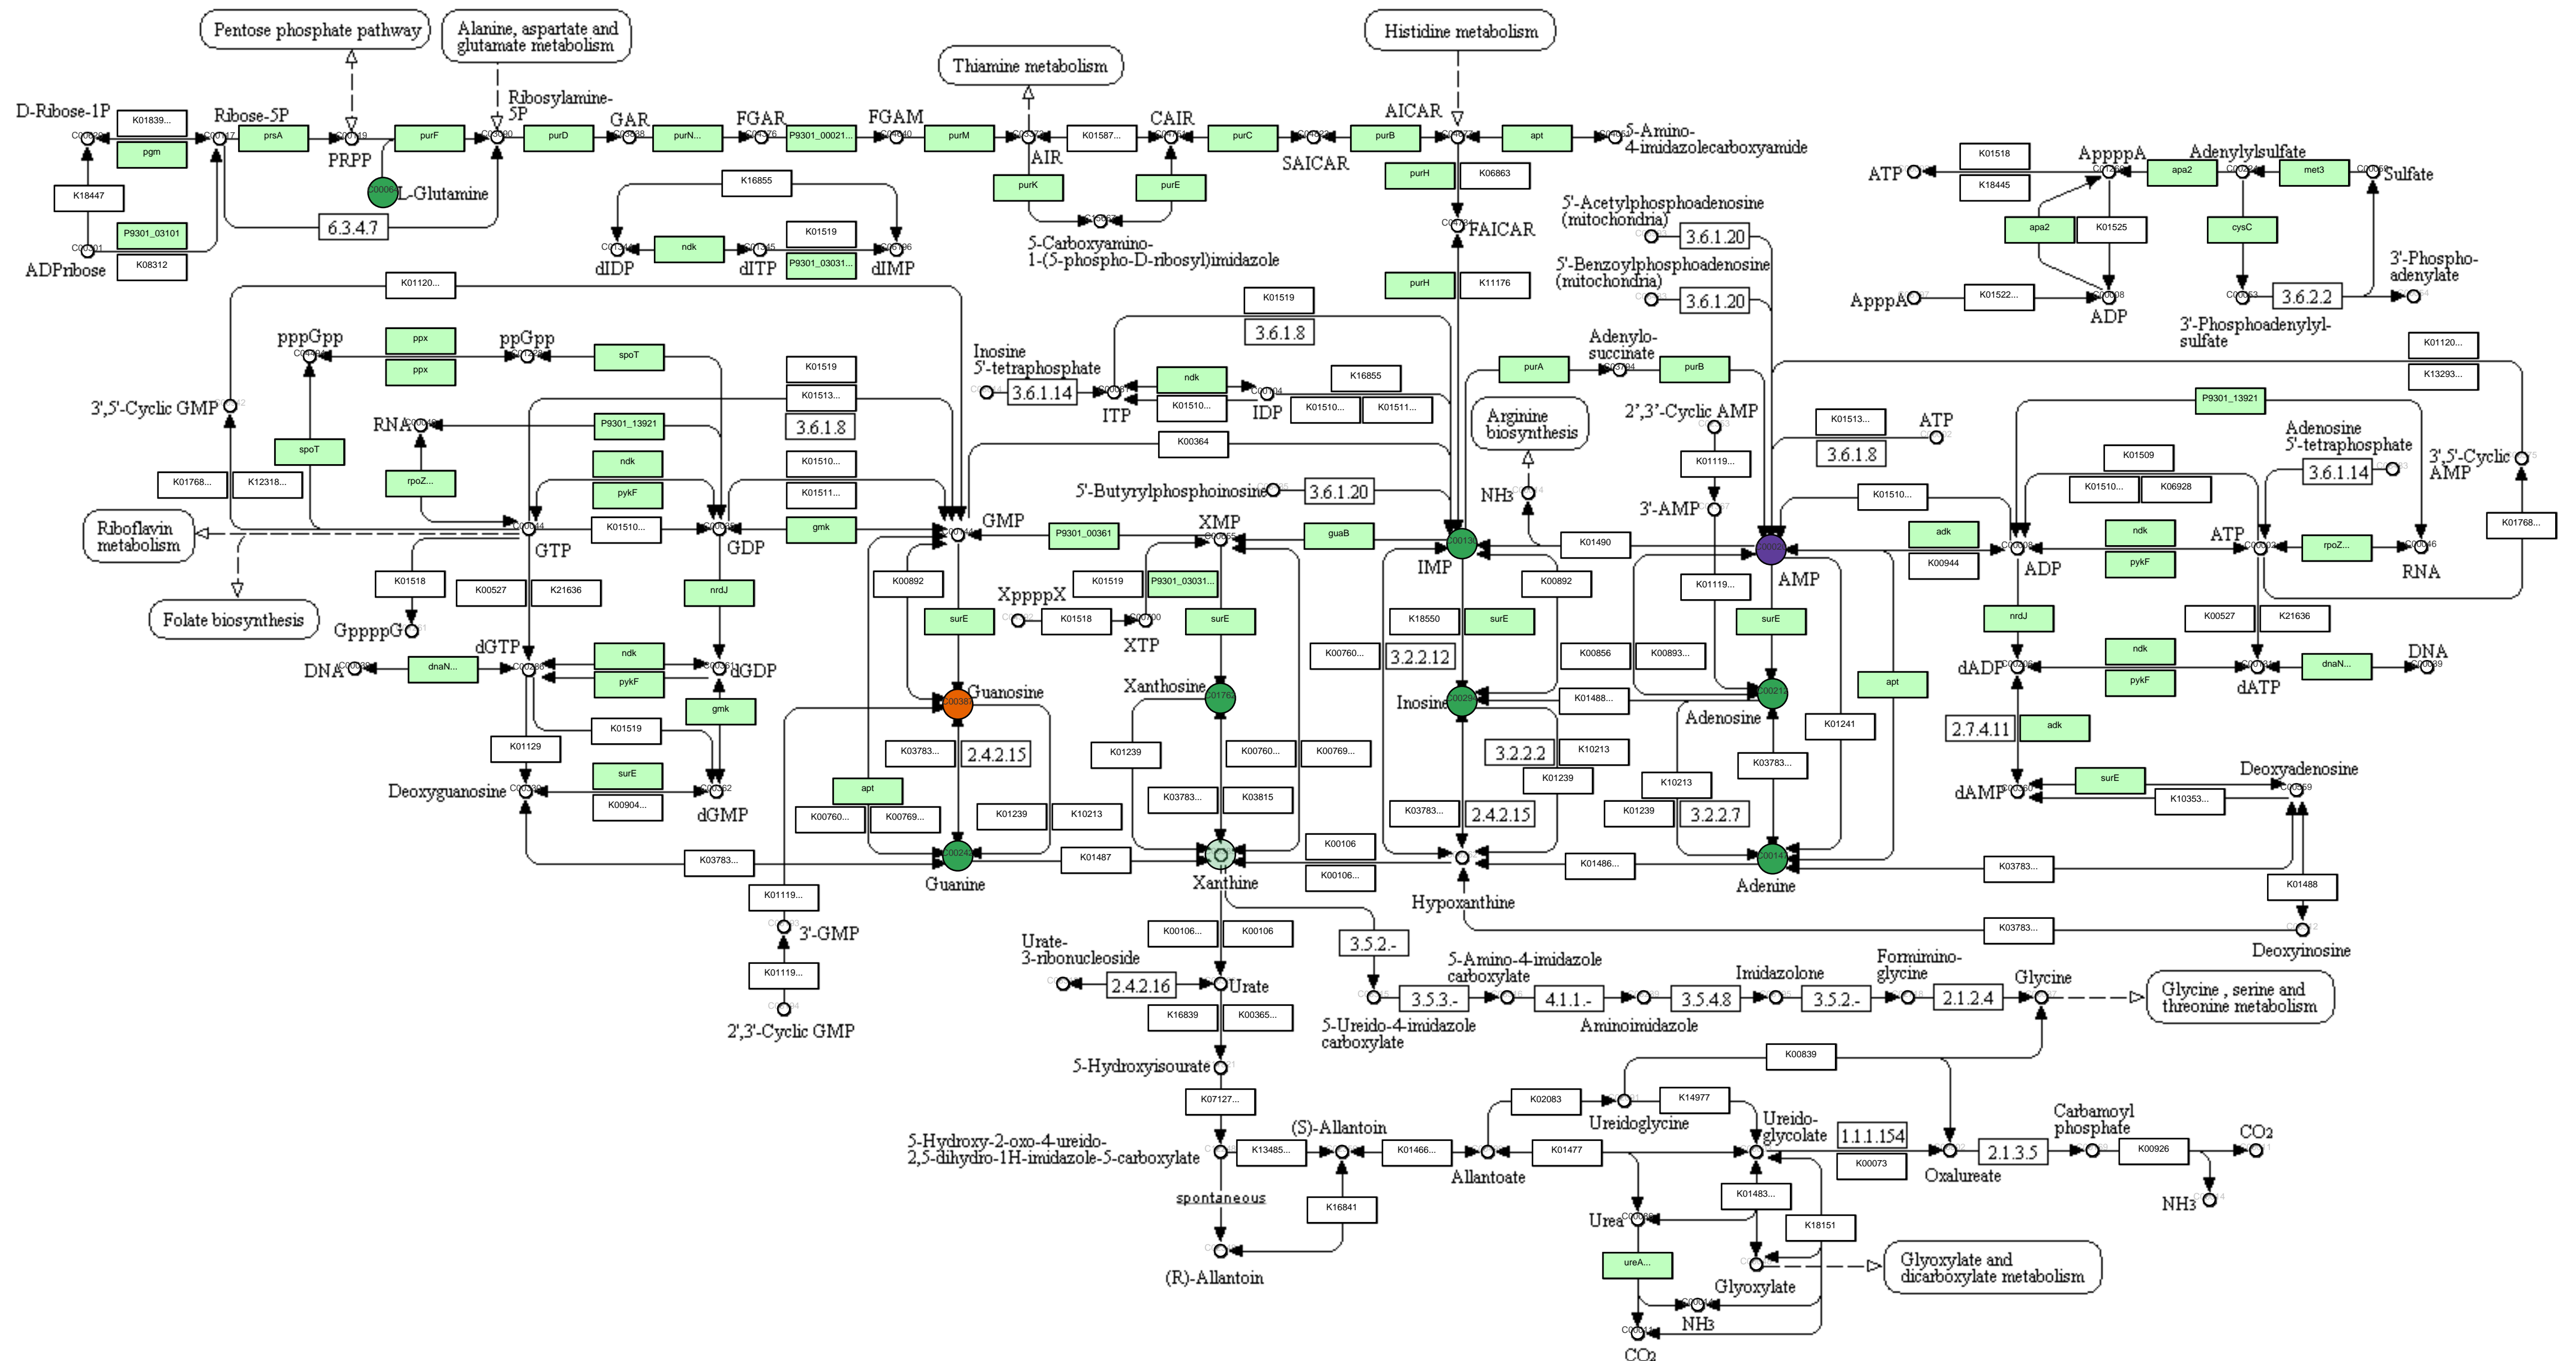 Pentose phosphate pathway
Alanine, aspartate and
glutamate metabolism
Histidine metabolism
Thiamine metabolism
D-Ribose-1P
K01839...
pgm
Ribose-5P
prsA
PRPP
purF
Ribosylamine-
5P
purD
GAR
purN...
FGAR
P9301_00021...
FGAM
purM
AIR
K01587...
CAIR
purC
SAICAR
purB
AICAR
apt
5-Amino-
4-imidazolecarboxyamide
K18447
P9301_03101
K08312
ADPribose
L-Glutamine
6.3.4.7
K16855
dIDP
ndk
dITP
K01519
P9301_03031...
dIMP
purK
purE
5-Carboxyamino-
1-(5-phospho-D-ribosyl)imidazole
purH
K06863
FAICAR
purH
K11176
5'-Acetylphosphoadenosine
(mitochondria)
3.6.1.20
5'-Benzoylphosphoadenosine
(mitochondria)
3.6.1.20
ATP
K01518
K18445
AppppA
apa2
Adenylylsulfate
met3
Sulfate
apa2
K01525
cysC
ApppA
K01522...
ADP
3.6.2.2
3'-Phospho-
adenylate
3'-Phosphoadenylyl-
sulfate
K01120...
pppGpp
ppx
ppx
ppGpp
spoT
K01519
K01513...
3.6.1.8
3',5'-Cyclic GMP
spoT
RNA
P9301_13921
rpoZ...
ndk
pykF
K01510...
K01511...
K01768...
K12318...
K01519
3.6.1.8
Inosine
5'-tetraphosphate
3.6.1.14
ITP
ndk
K01510...
IDP
K16855
K01510...
K01511...
K00364
5'-Butyrylphosphoinosine
3.6.1.20
purA
Adenylo-
succinate
purB
Arginine
biosynthesis
NH3
2',3'-Cyclic AMP
K01119...
3'-AMP
K01513...
3.6.1.8
ATP
K01120...
K13293...
P9301_13921
Adenosine
5'-tetraphosphate
3.6.1.14
3',5'-Cyclic
AMP
K01509
K01510...
K06928
K01510...
K01768...
Riboflavin
metabolism
Folate biosynthesis
GTP
K01510...
GDP
gmk
GMP
P9301_00361
XMP
guaB
IMP
K01490
AMP
adk
K00944
ADP
ndk
pykF
ATP
rpoZ...
RNA
K01518
GppppG
K00527
K21636
nrdJ
K00892
surE
XppppX
K01518
XTP
K01519
P9301_03031...
surE
K18550
surE
K00892
K01119...
surE
nrdJ
K00527
K21636
DNA
dnaN...
dGTP
ndk
pykF
dGDP
gmk
K01519
K01129
Deoxyguanosine
surE
K00904...
dGMP
Guanosine
Xanthosine
K00760...
3.2.2.12
Inosine
K00856
K00893...
K01488...
Adenosine
apt
dADP
ndk
pykF
dATP
dnaN...
DNA
2.7.4.11
adk
K03783...
2.4.2.15
K01239
K00760...
K00769...
3.2.2.2
K10213
K01239
K03783...
K01241
K10213
apt
K00760...
K00769...
K01239
K10213
K03783...
K03815
K03783...
2.4.2.15
K01239
3.2.2.7
dAMP
surE
K10353...
Deoxyadenosine
K03783...
Guanine
K01487
Xanthine
K00106
K00106...
Hypoxanthine
K01486...
Adenine
K03783...
K01488
K03783...
Deoxyinosine
K01119...
3'-GMP
K01119...
2',3'-Cyclic GMP
K00106...
K00106
Urate-
3-ribonucleoside
2.4.2.16
Urate
3.5.2.-
5-Ureido-4-imidazole
carboxylate
3.5.3.-
5-Amino-4-imidazole
carboxylate
4.1.1.-
Aminoimidazole
3.5.4.8
Imidazolone
3.5.2.-
Formimino-
glycine
2.1.2.4
Glycine
Glycine , serine and
threonine metabolism
K16839
K00365...
5-Hydroxyisourate
K07127...
5-Hydroxy-2-oxo-4-ureido-
2,5-dihydro-1H-imidazole-5-carboxylate
K13485...
(S)-Allantoin
K01466...
Allantoate
K02083
Ureidoglycine
K14977
K01477
Ureido-
glycolate
K00839
1.1.1.154
K00073
Oxalureate
2.1.3.5
Carbamoyl
phosphate
K00926
CO2
NH3
spontaneous
K16841
(R)-Allantoin
K01483...
K18151
Urea
ureA...
Glyoxylate
Glyoxylate and
dicarboxylate metabolism
NH3
CO2